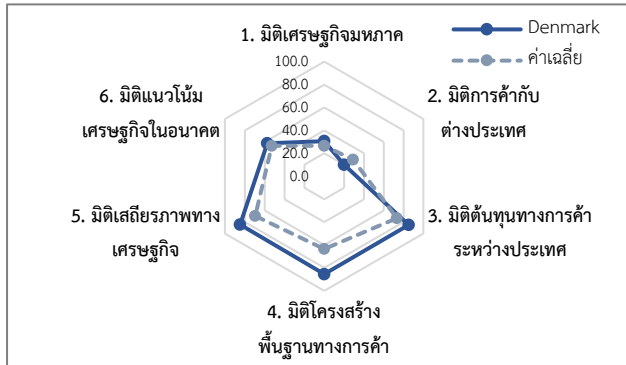 1. มิติเศรษฐกิจมหภาค
Denmark
ค่าเฉลี่ย
100.0
80.0
60.0
40.0
20.0
0.0
2. มิติการค้ากับ
ต่างประเทศ
3. มิติต้นทุนทางการค้า
ระหว่างประเทศ
4. มิติโครงสร้าง
พื้นฐานทางการค้า
5. มิติเสถียรภาพทาง
เศรษฐกิจ
6. มิติแนวโน้ม
เศรษฐกิจในอนาคต